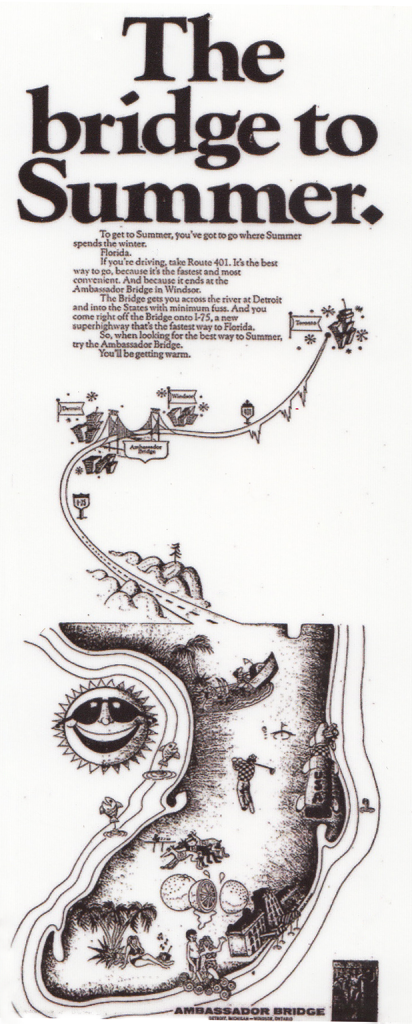 The
bridge to
Summer.
To get to Summer, you've got to go where Summer
spends the winter.
Florida.
If you're driving, take Route 401. It's the best
way to go, because it's the fastest and most
convenient. And because it ends at the
Ambassador Bridge in Windsor.
The Bridge gets you across the river at Detroit
and into the States with minimum fuss. And you
come right off the Bridge onto I-75, a new
superhighway that's the fastest way to Florida.
So, when looking for the best way to Summer,
try the Ambassador Bridge.
You'll be getting warm.
Toronto
Windsor
Detroit
Ambassador
Bridge
AMBASSADOR BRIDGE
DETROIT, MICHIGAN—WINDSOR, ONTARIO